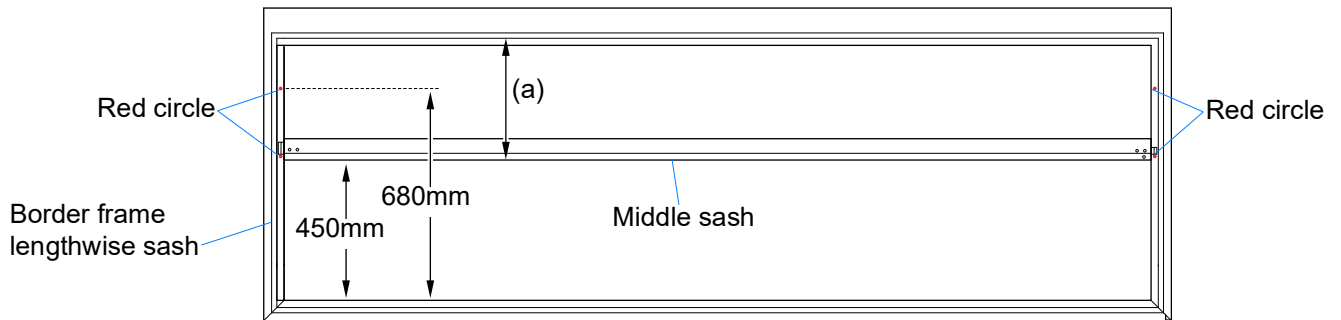 (a)
Red circle
Red circle
680mm
Border frame
lengthwise sash
450mm
Middle sash